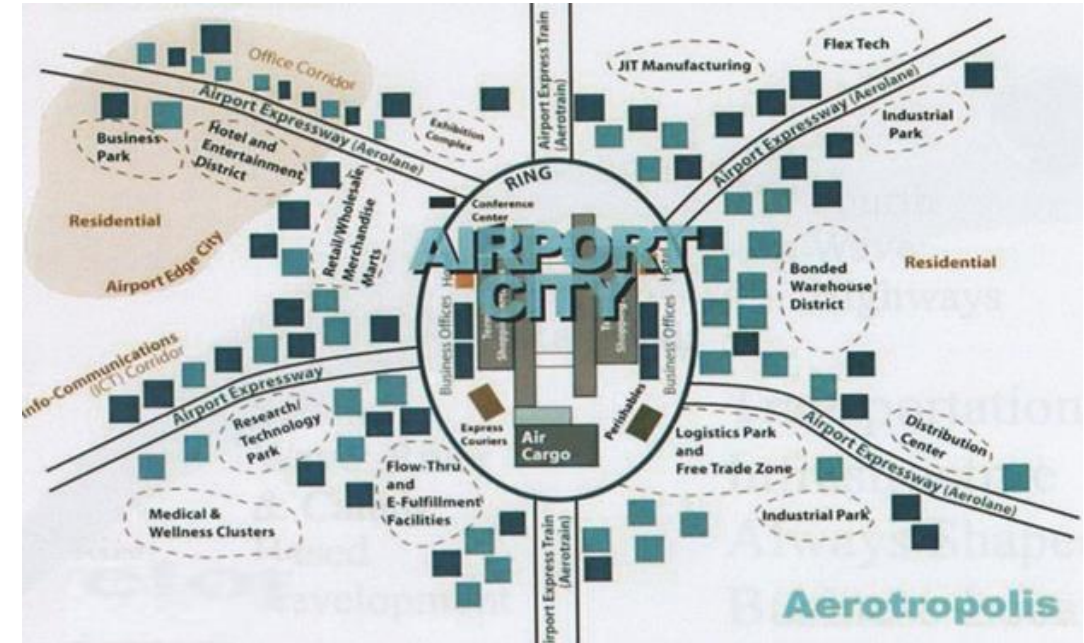 Office Corridor
Airport Expressway (Aerolane)
Business
Park
Hotel and
Entertainment
District
Exhibition
Complex
Residential
Airport Edge City
Retail/Wholesale
Merchandise
Marts
Airport Express Train
(Aerotrain)
JIT Manufacturing
Flex Tech
Airport Expressway (Aerolane)
Industrial
Park
RING
Conference
Center
AIRPORT
CITY
Business Offices
Business Offices
Bonded
Warehouse
District
Residential
nfo-Communications
(ICT) Corridor
Airport Expressway
Research/
Technology
Park
Medical &
Wellness Clusters
Flow-Thru
and
E-Fulfillment
Facilities
Express
Couriers
Air
Cargo
Perishables
Logistics Park
and
Free Trade Zone
Distribution
Center
Airport Expressway (Aerolane)
Industrial Park
irport Express Train
(Aerotrain)
Aerotropolis